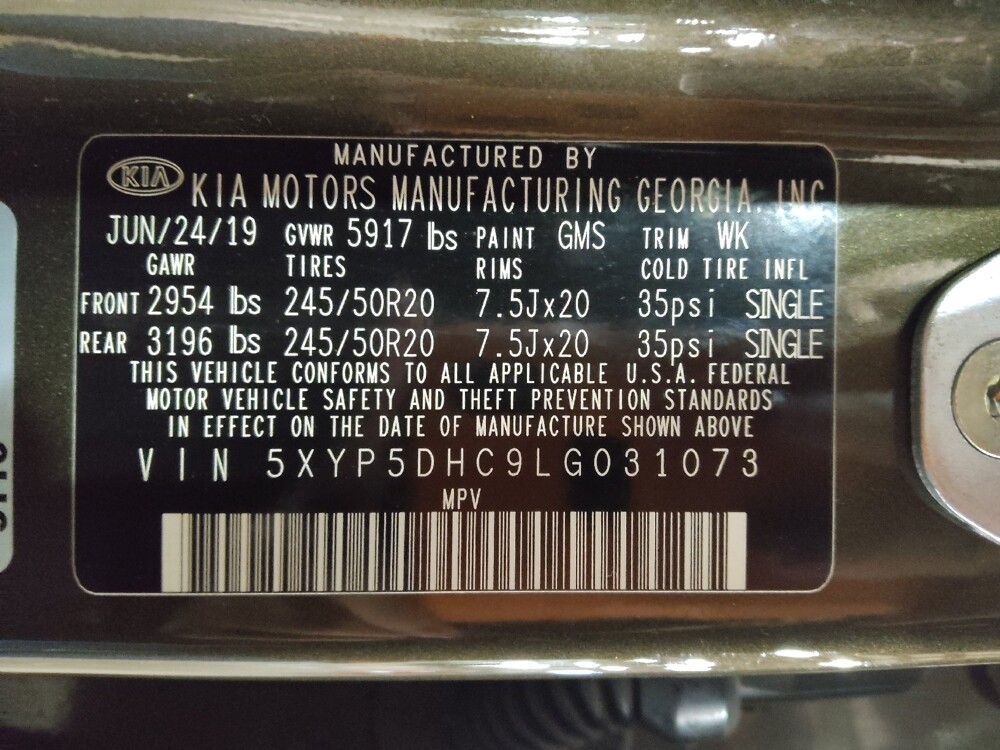 MANUFACTURED BY
KIA KIA MOTORS MANUFACTURING GEORGIA, INC
JUN/24/19 GVWR 5917 lbs PAINT GMS TRIM WK
GAWR TIRES RIMS COLD TIRE INFL
FRONT 2954 lbs 245/50R20 7.5Jx20 35psi SINGLE
REAR 3196 lbs 245/50R20 7.5Jx20 35psi SINGLE
THIS VEHICLE CONFORMS TO ALL APPLICABLE U.S.A. FEDERAL
MOTOR VEHICLE SAFETY AND THEFT PREVENTION STANDARDS
IN EFFECT ON THE DATE OF MANUFACTURE SHOWN ABOVE
VIN 5XYP5DHC9LG031073
MPV